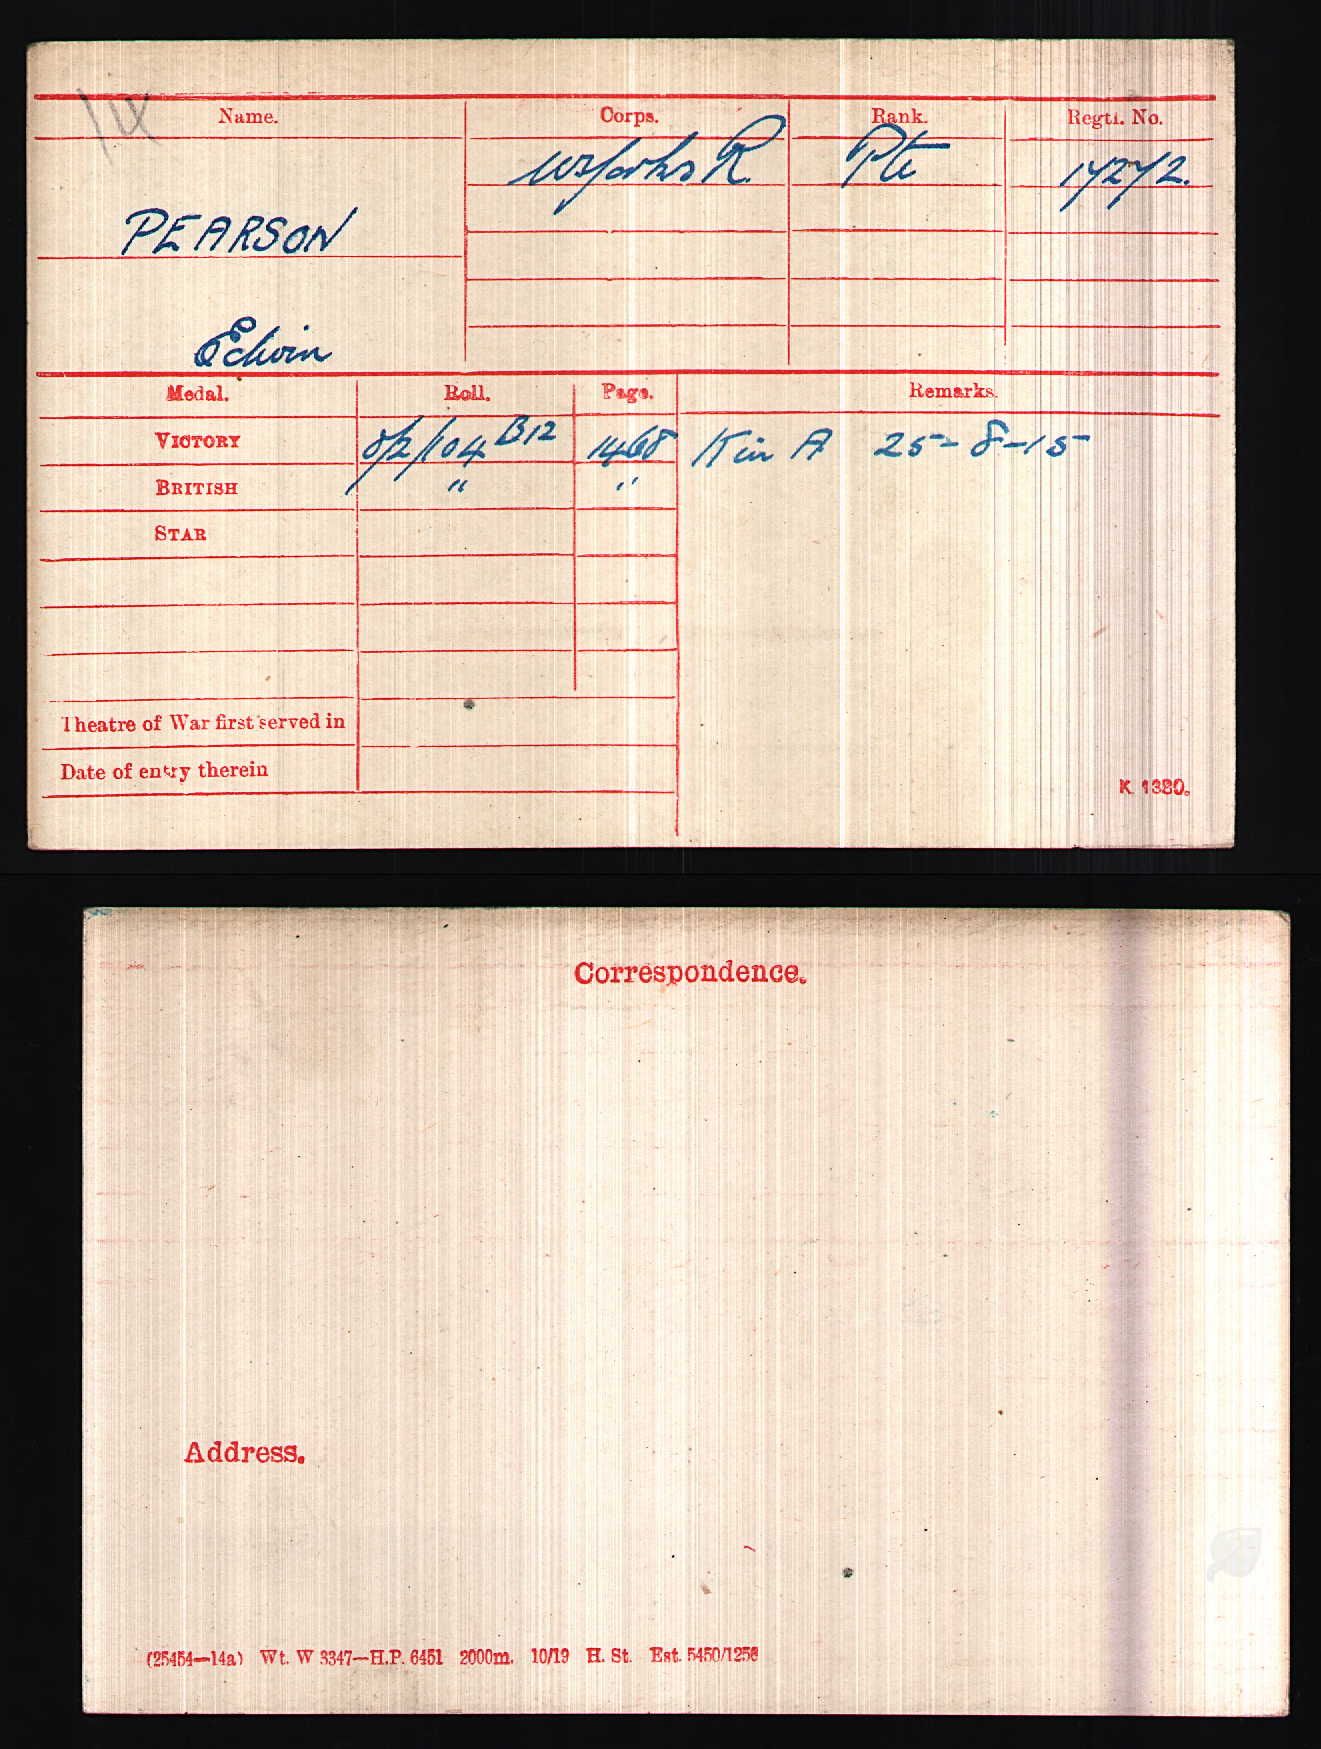 Name. Corps. Rank. Regtl. No.
W Yorks R. Pte 17272.
PEARSON
Edwin
Medal. Roll. Page. Remarks.
VICTORY O/2/104 B12 1468 K in A 25-8-15
BRITISH " "
STAR
Theatre of War first served in
Date of entry therein
K 1380.
Correspondence.
Address.
(25454—14a) Wt. W 3347—H.P. 6451 2000m. 10/19 H. St. Est. 5450/1256